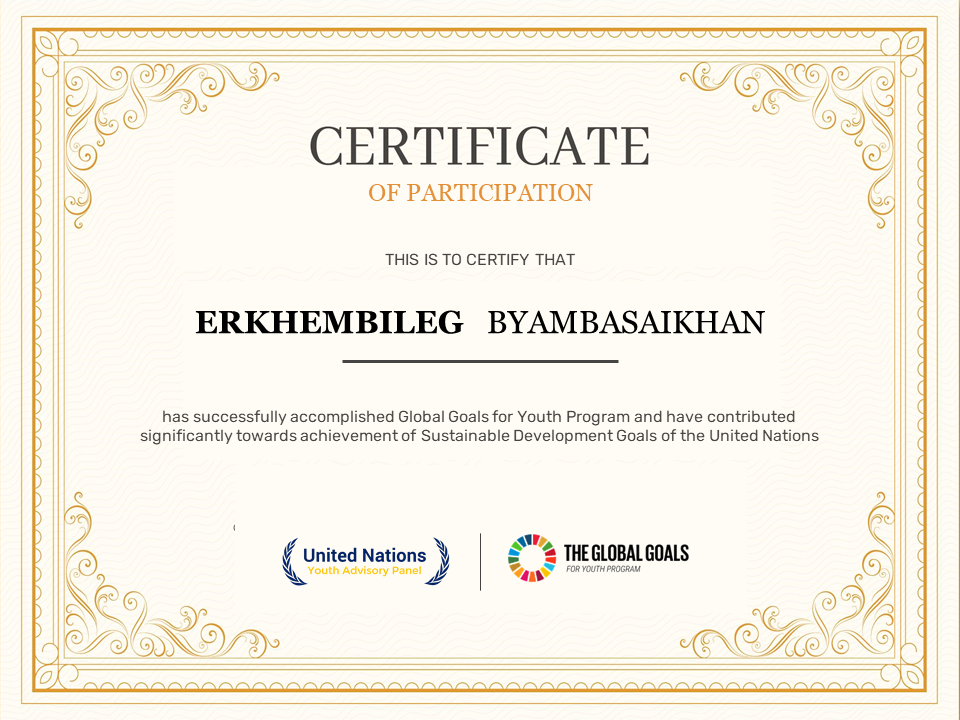 CERTIFICATE
OF PARTICIPATION
THIS IS TO CERTIFY THAT
ERKHEMBILEG BYAMBASAIKHAN
has successfully accomplished Global Goals for Youth Program and have contributed
significantly towards achievement of Sustainable Development Goals of the United Nations
United Nations
Youth Advisory Panel
THE GLOBAL GOALS
FOR YOUTH PROGRAM